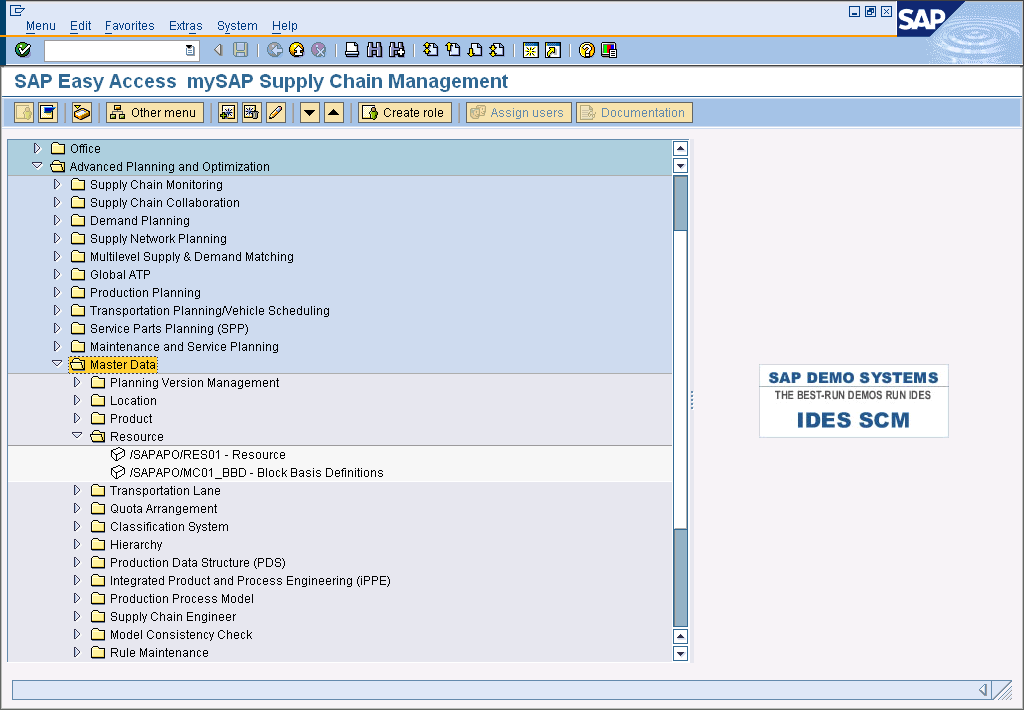 Menu Edit Favorites Extras System Help
SAP
SAP Easy Access mySAP Supply Chain Management
Other menu Create role Assign users Documentation
Office
Advanced Planning and Optimization
Supply Chain Monitoring
Supply Chain Collaboration
Demand Planning
Supply Network Planning
Multilevel Supply & Demand Matching
Global ATP
Production Planning
Transportation Planning/Vehicle Scheduling
Service Parts Planning (SPP)
Maintenance and Service Planning
Master Data
Planning Version Management
Location
Product
Resource
/SAPAPO/RES01 - Resource
/SAPAPO/MC01_BBD - Block Basis Definitions
Transportation Lane
Quota Arrangement
Classification System
Hierarchy
Production Data Structure (PDS)
Integrated Product and Process Engineering (iPPE)
Production Process Model
Supply Chain Engineer
Model Consistency Check
Rule Maintenance
SAP DEMO SYSTEMS
THE BEST-RUN DEMOS RUN IDES
IDES SCM